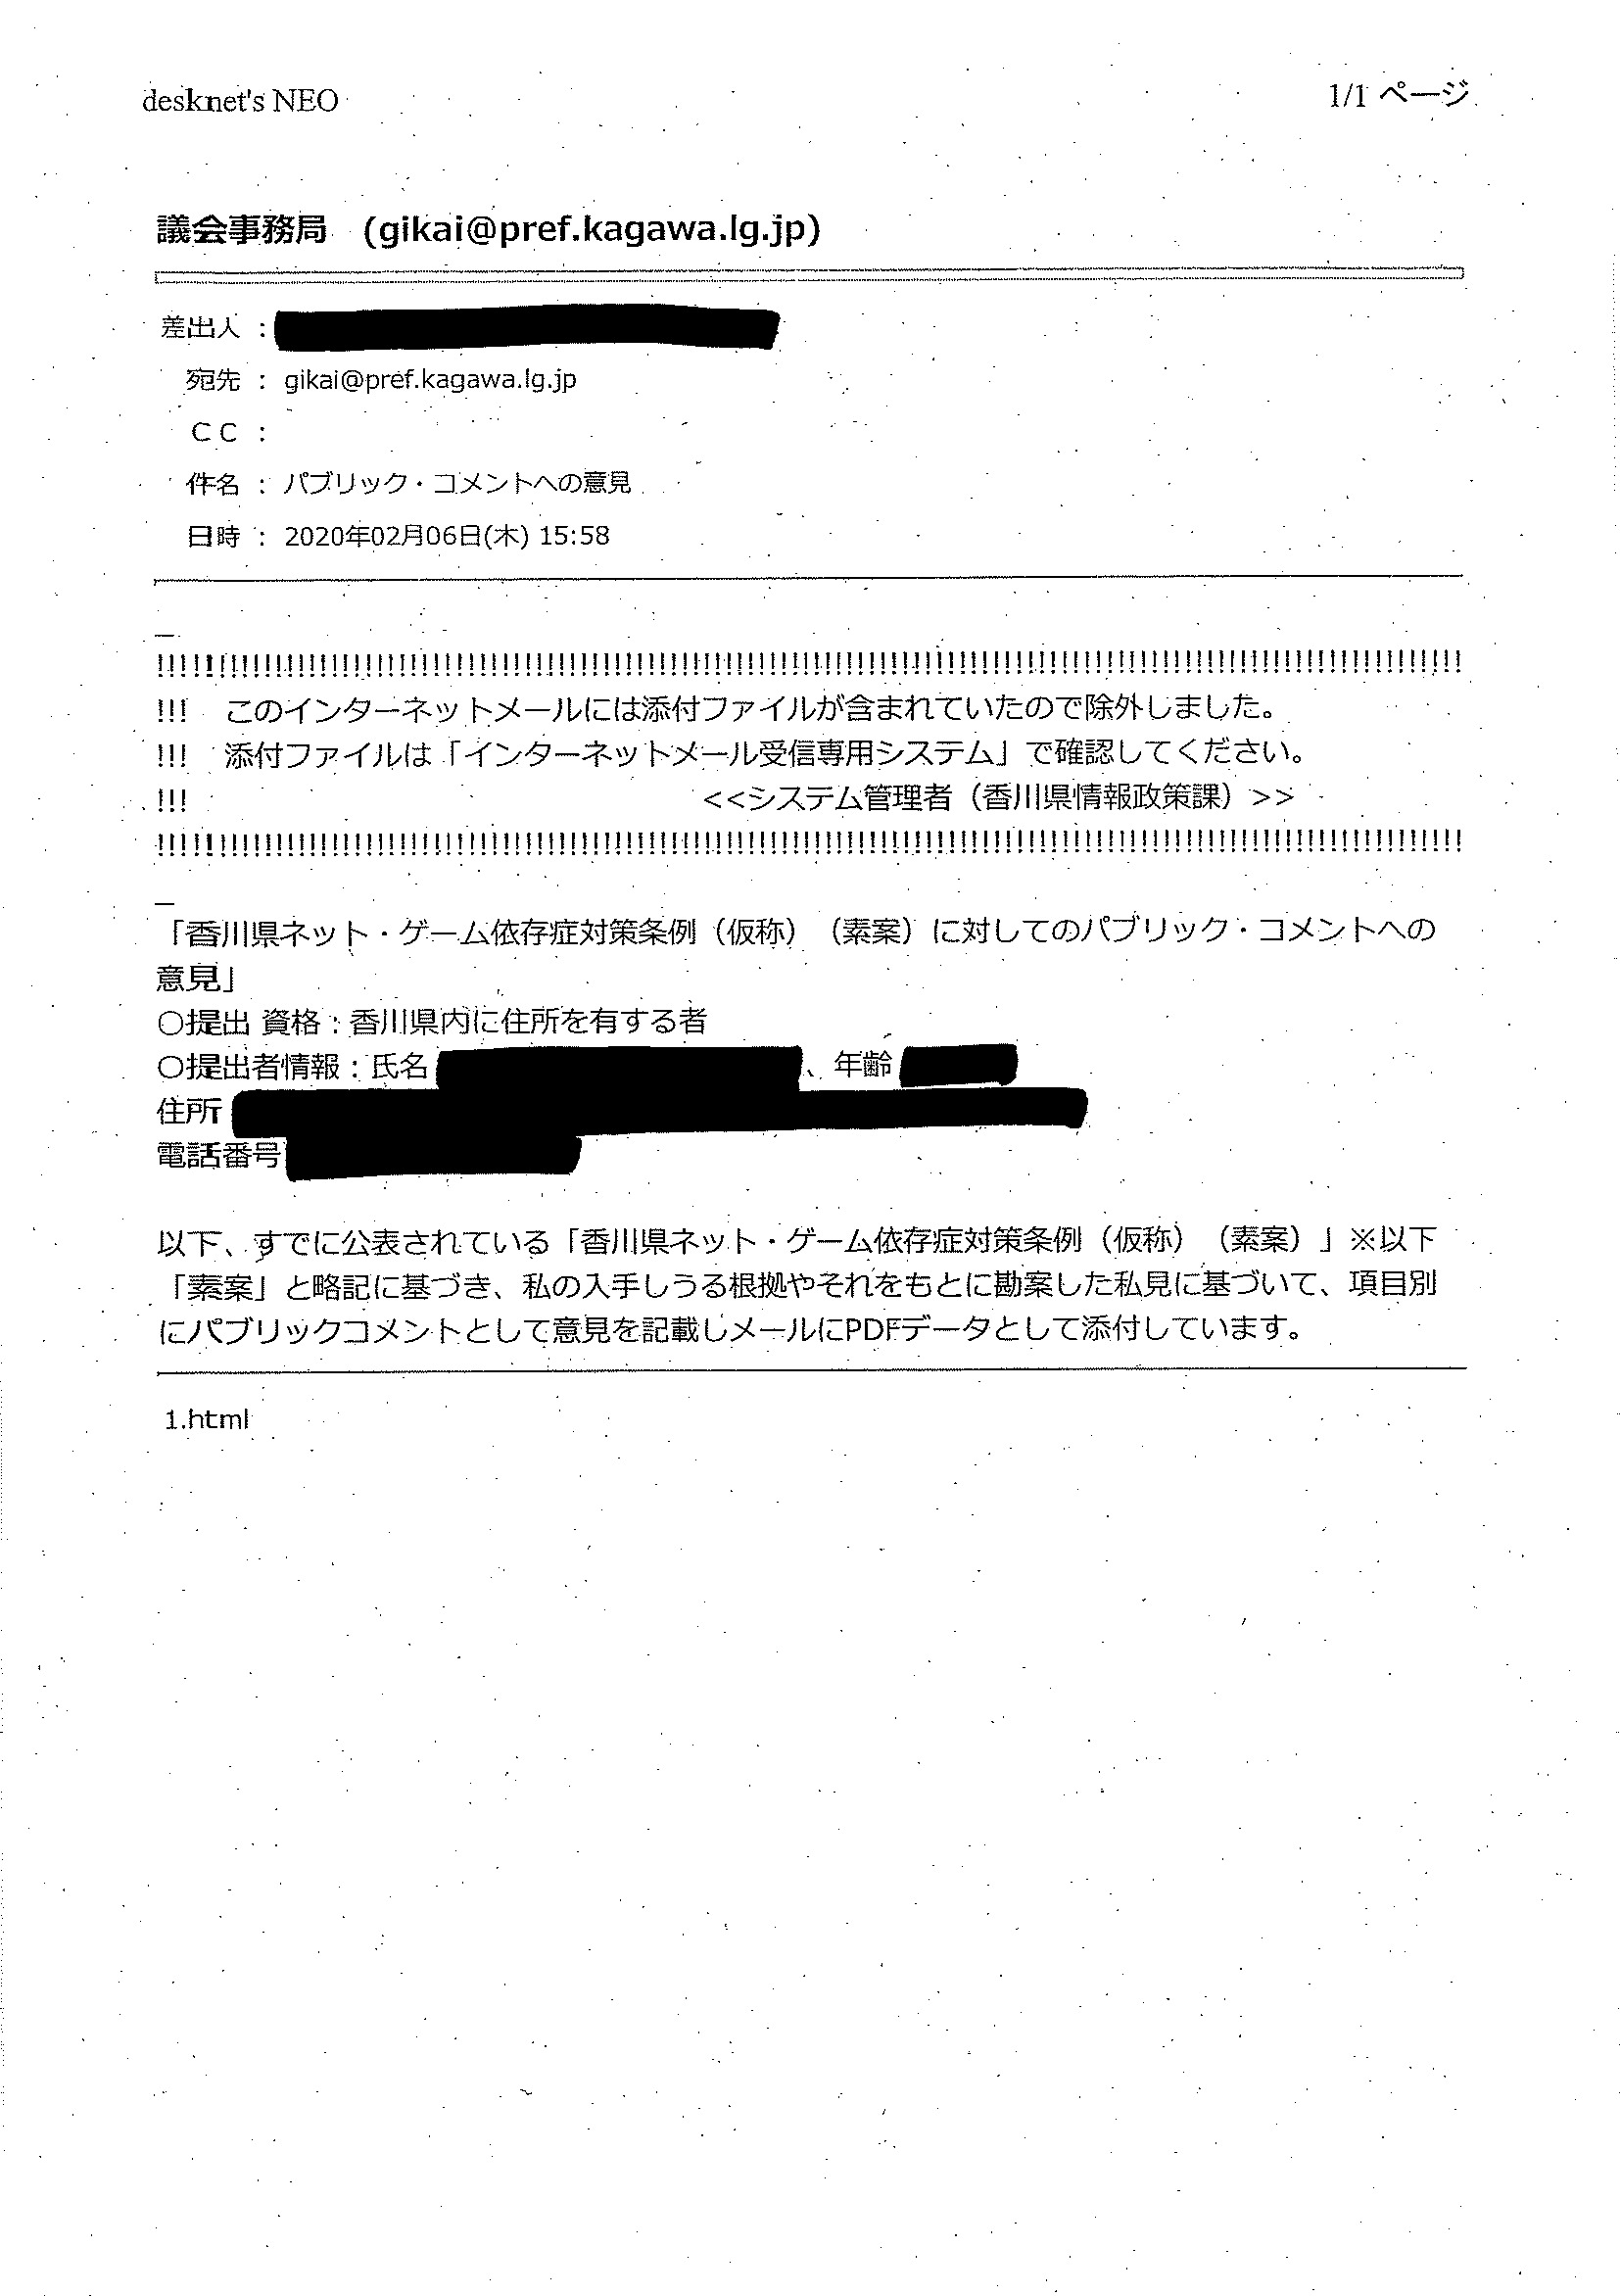 desknet's NEO
1/1 ページ
議会事務局　(gikai@pref.kagawa.lg.jp)
差出人 :
宛先 : gikai@pref.kagawa.lg.jp
ＣＣ :
件名 : パブリック・コメントへの意見
日時 : 2020年02月06日(木) 15:58
!!!!!!!!!!!!!!!!!!!!!!!!!!!!!!!!!!!!!!!!!!!!!!!!!!!!!!!!!!!!!!!!!!!!!!!!!!!!!!!!!!!!!!!!!!!!!!!!!!!!!!!!!!!!!!
!!!　このインターネットメールには添付ファイルが含まれていたので除外しました。
!!!　添付ファイルは「インターネットメール受信専用システム」で確認してください。
!!!　<<システム管理者（香川県情報政策課）>>
!!!!!!!!!!!!!!!!!!!!!!!!!!!!!!!!!!!!!!!!!!!!!!!!!!!!!!!!!!!!!!!!!!!!!!!!!!!!!!!!!!!!!!!!!!!!!!!!!!!!!!!!!!!!!!
「香川県ネット・ゲーム依存症対策条例（仮称）（素案）に対してのパブリック・コメントへの
意見」
○提出 資格：香川県内に住所を有する者
○提出者情報：氏名　、年齢
住所
電話番号
以下、すでに公表されている「香川県ネット・ゲーム依存症対策条例（仮称）（素案）」※以下
「素案」と略記に基づき、私の入手しうる根拠やそれをもとに勘案した私見に基づいて、項目別
にパブリックコメントとして意見を記載しメールにPDFデータとして添付しています。
1.html